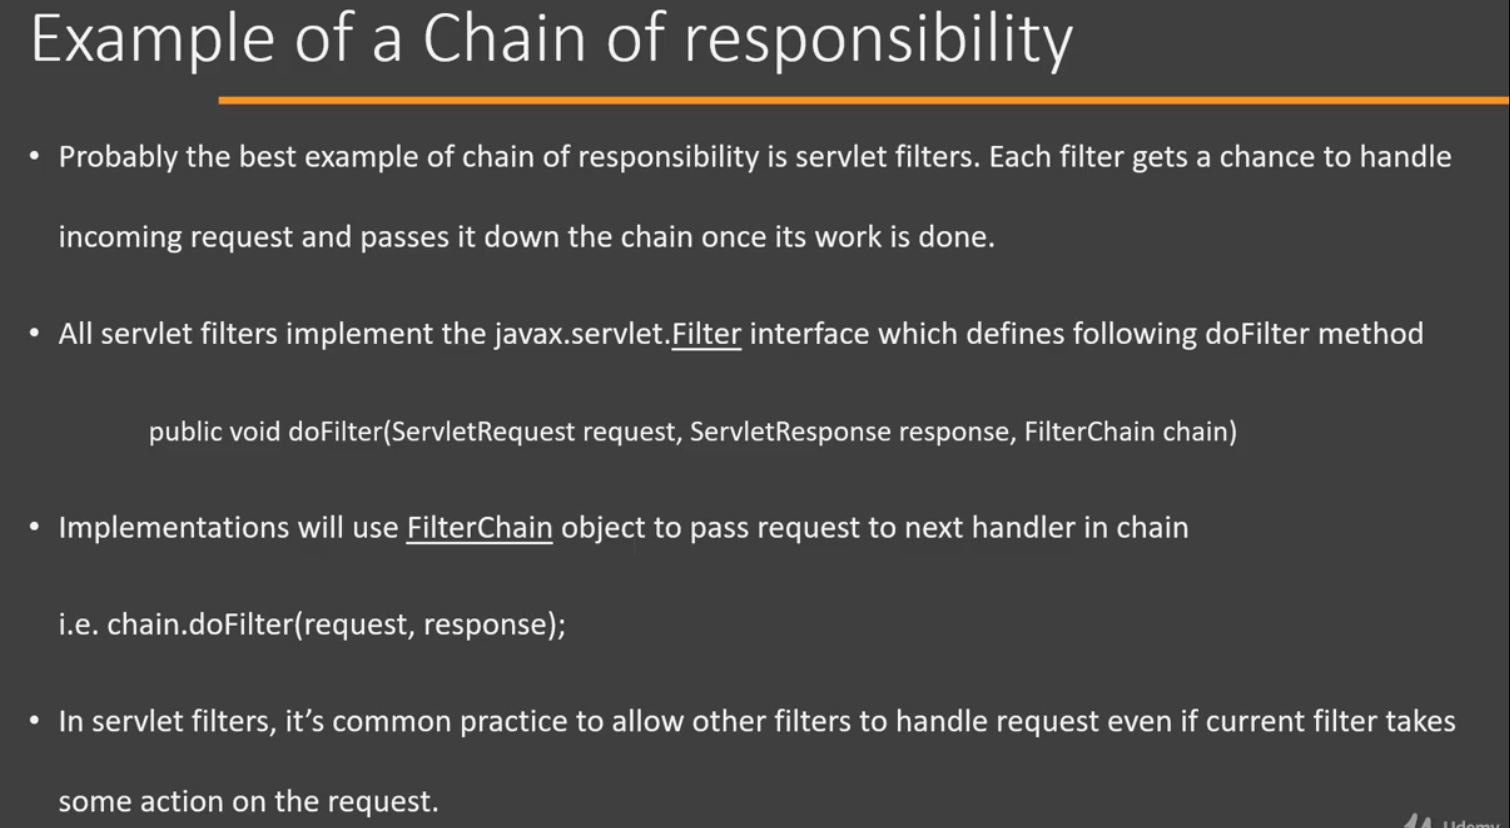 Example of a Chain of responsibility
• Probably the best example of chain of responsibility is servlet filters. Each filter gets a chance to handle
incoming request and passes it down the chain once its work is done.
• All servlet filters implement the javax.servlet.Filter interface which defines following doFilter method
public void doFilter(ServletRequest request, ServletResponse response, FilterChain chain)
• Implementations will use FilterChain object to pass request to next handler in chain
i.e. chain.doFilter(request, response);
• In servlet filters, it’s common practice to allow other filters to handle request even if current filter takes
some action on the request.
Udemy